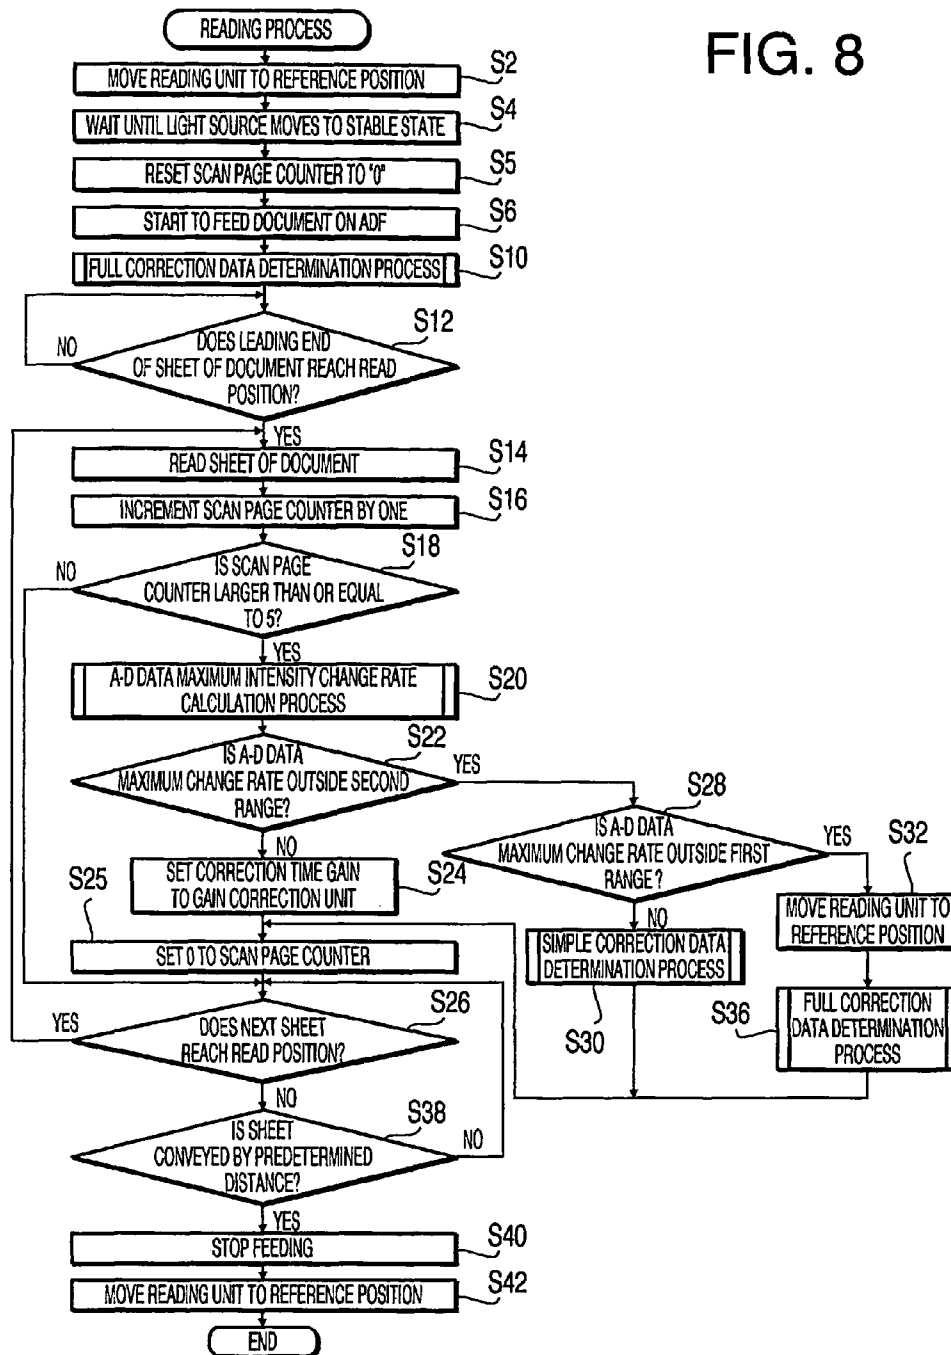 FIG. 8
READING PROCESS
MOVE READING UNIT TO REFERENCE POSITION
S2
WAIT UNTIL LIGHT SOURCE MOVES TO STABLE STATE
S4
RESET SCAN PAGE COUNTER TO "0"
S5
START TO FEED DOCUMENT ON ADF
S6
FULL CORRECTION DATA DETERMINATION PROCESS
S10
S12
DOES LEADING END
OF SHEET OF DOCUMENT REACH READ
POSITION?
NO
YES
READ SHEET OF DOCUMENT
S14
INCREMENT SCAN PAGE COUNTER BY ONE
S16
S18
IS SCAN PAGE
COUNTER LARGER THAN OR EQUAL
TO 5?
NO
YES
A-D DATA MAXIMUM INTENSITY CHANGE RATE
CALCULATION PROCESS
S20
S22
IS A-D DATA
MAXIMUM CHANGE RATE OUTSIDE SECOND
RANGE?
YES
NO
S28
IS A-D DATA
MAXIMUM CHANGE RATE OUTSIDE FIRST
RANGE?
YES
NO
SET CORRECTION TIME GAIN
TO GAIN CORRECTION UNIT
S24
S32
MOVE READING UNIT TO
REFERENCE POSITION
SIMPLE CORRECTION DATA
DETERMINATION PROCESS
S30
S36
FULL CORRECTION
DATA DETERMINATION
PROCESS
S25
SET 0 TO SCAN PAGE COUNTER
S26
DOES NEXT SHEET
REACH READ POSITION?
YES
NO
S38
IS SHEET
CONVEYED BY PREDETERMINED
DISTANCE?
NO
YES
STOP FEEDING
S40
MOVE READING UNIT TO REFERENCE POSITION
S42
END